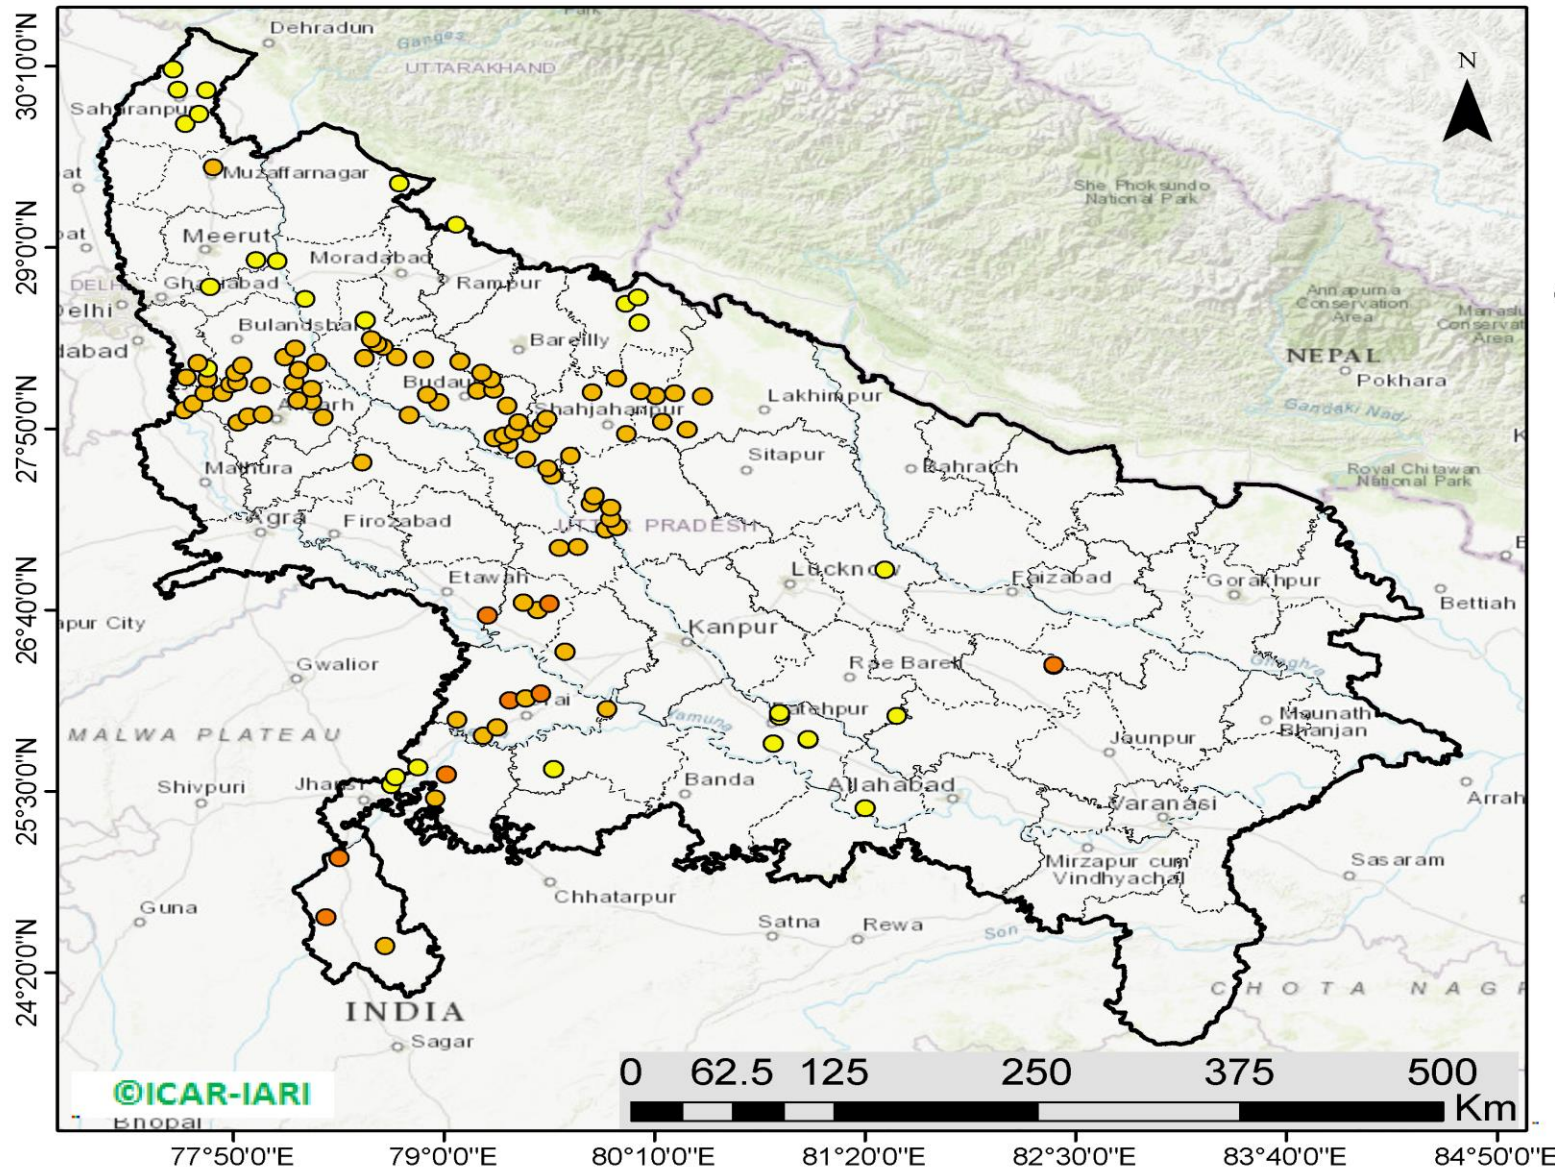 N
Dehradun
Ganges
UTTARAKHAND
30°10'0"N
Saharanpur
Muzaffarnagar
She Phoksundo
National Park
29°0'0"N
Meerut
Moradabad
Ghaziabad
Rampur
Delhi
Annapurna
Conservation
Area
Bulandshahr
Bareilly
NEPAL
Pokhara
Budaun
Lakhimpur
Aligarh
Shahjahanpur
Gandaki Nadi
27°50'0"N
Mathura
Sitapur
Bahraich
Royal Chitawan
National Park
Agra
Firozabad
UTTAR PRADESH
Etawah
Lucknow
Faizabad
Gorakhpur
Bettiah
26°40'0"N
apur City
Kanpur
Gwalior
Rae Bareli
Ghaghra
MALWA PLATEAU
Yamuna
Fatehpur
Maunath
Bhanjan
Jaunpur
25°30'0"N
Shivpuri
Jhansi
Banda
Allahabad
Varanasi
Arrah
Mirzapur cum
Vindhyachal
Sasaram
Guna
Chhatarpur
Satna
Rewa
Son
24°20'0"N
CHOTA NAGP
INDIA
Sagar
0 62.5 125 250 375 500
Km
©ICAR-IARI
Bhopal
77°50'0"E 79°0'0"E 80°10'0"E 81°20'0"E 82°30'0"E 83°40'0"E 84°50'0"E